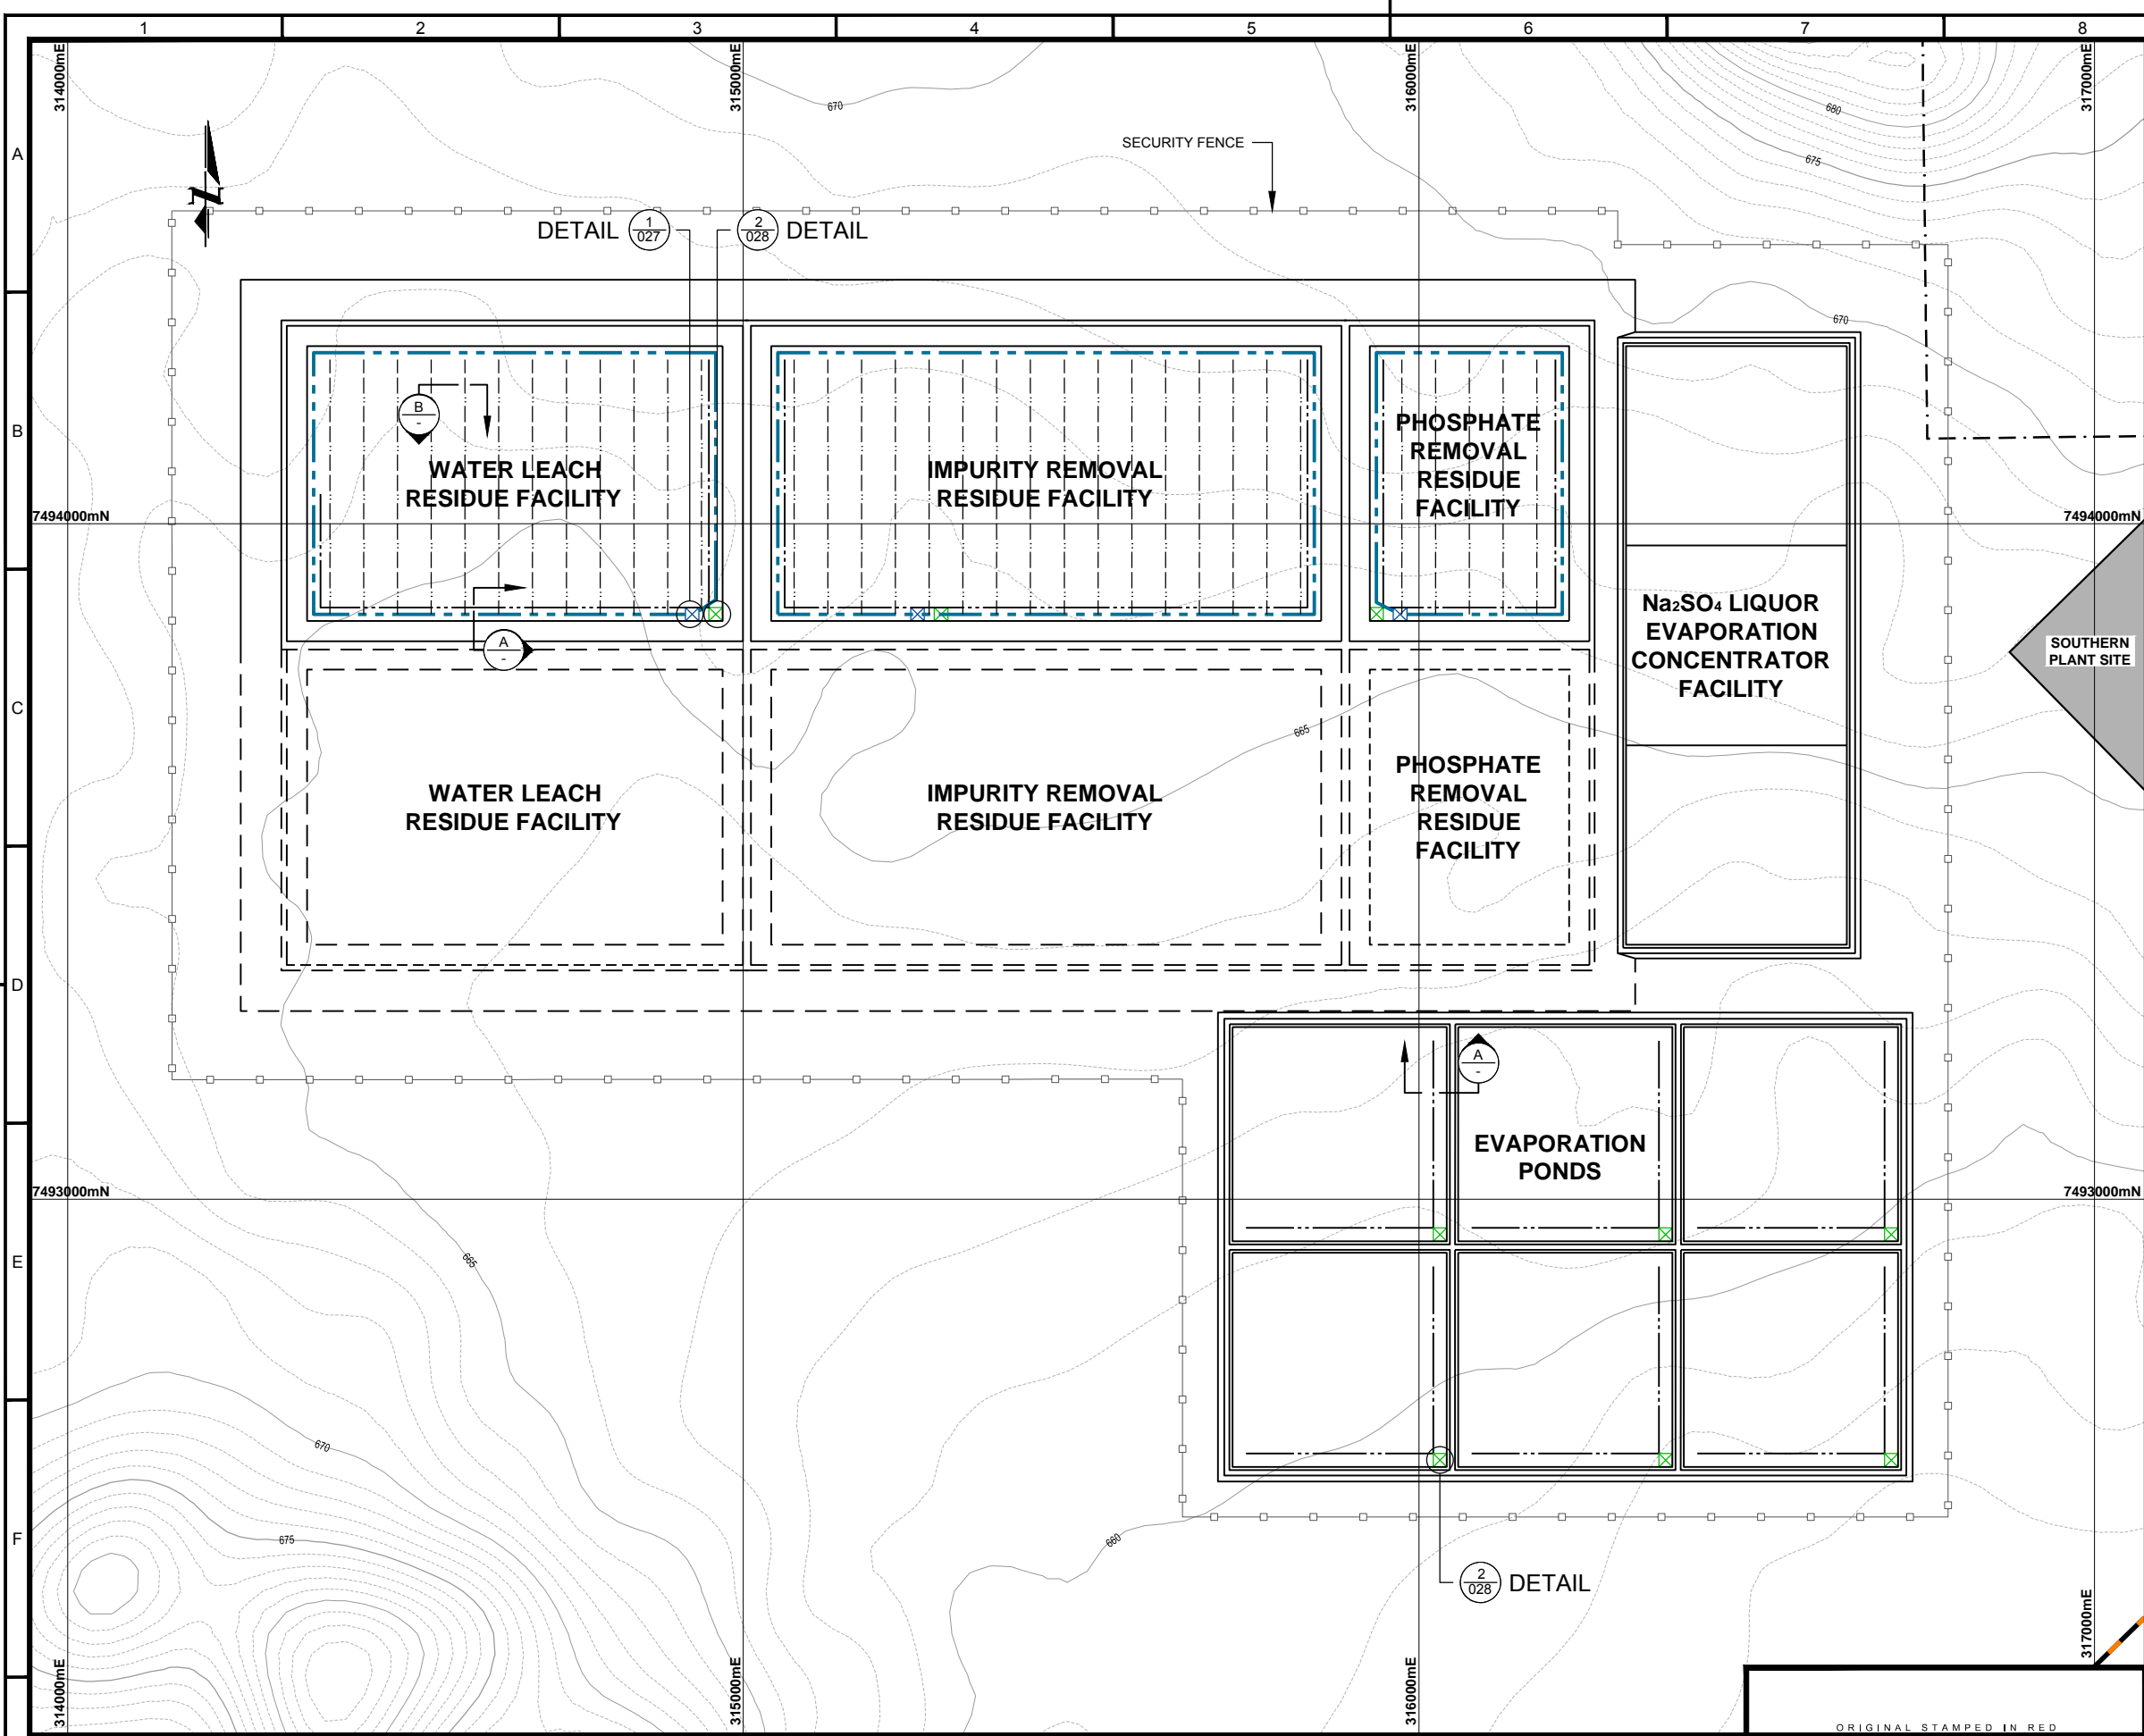 1 2 3 4 5 6 7 8
314000mE
315000mE
316000mE
317000mE
A
B
C
D
E
F
670
680
675
SECURITY FENCE
N
DETAIL 1 027
2 028 DETAIL
670
B -
WATER LEACH
RESIDUE FACILITY
IMPURITY REMOVAL
RESIDUE FACILITY
PHOSPHATE
REMOVAL
RESIDUE
FACILITY
7494000mN
7494000mN
Na₂SO₄ LIQUOR
EVAPORATION
CONCENTRATOR
FACILITY
SOUTHERN
PLANT SITE
A -
665
WATER LEACH
RESIDUE FACILITY
IMPURITY REMOVAL
RESIDUE FACILITY
PHOSPHATE
REMOVAL
RESIDUE
FACILITY
A -
EVAPORATION
PONDS
7493000mN
7493000mN
665
670
675
660
2 028 DETAIL
314000mE
315000mE
316000mE
317000mE
ORIGINAL STAMPED IN RED